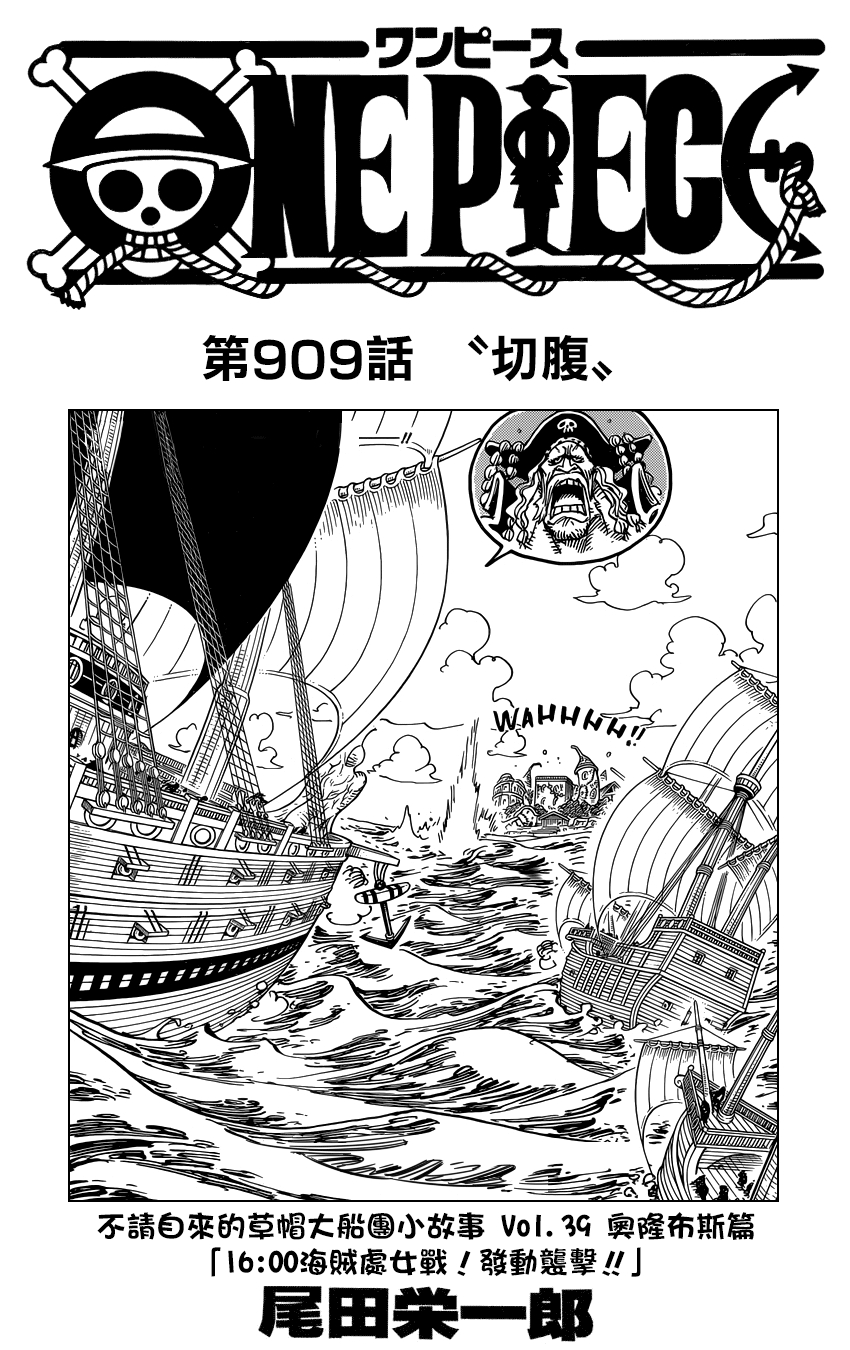 ワンピース
ONE PIECE
第909話 〝切腹〟
WAHHHH!!
不請自來的草帽大船團小故事 Vol.39 奧隆布斯篇
「16:00海賊處女戰！發動襲擊!!」
尾田栄一郎